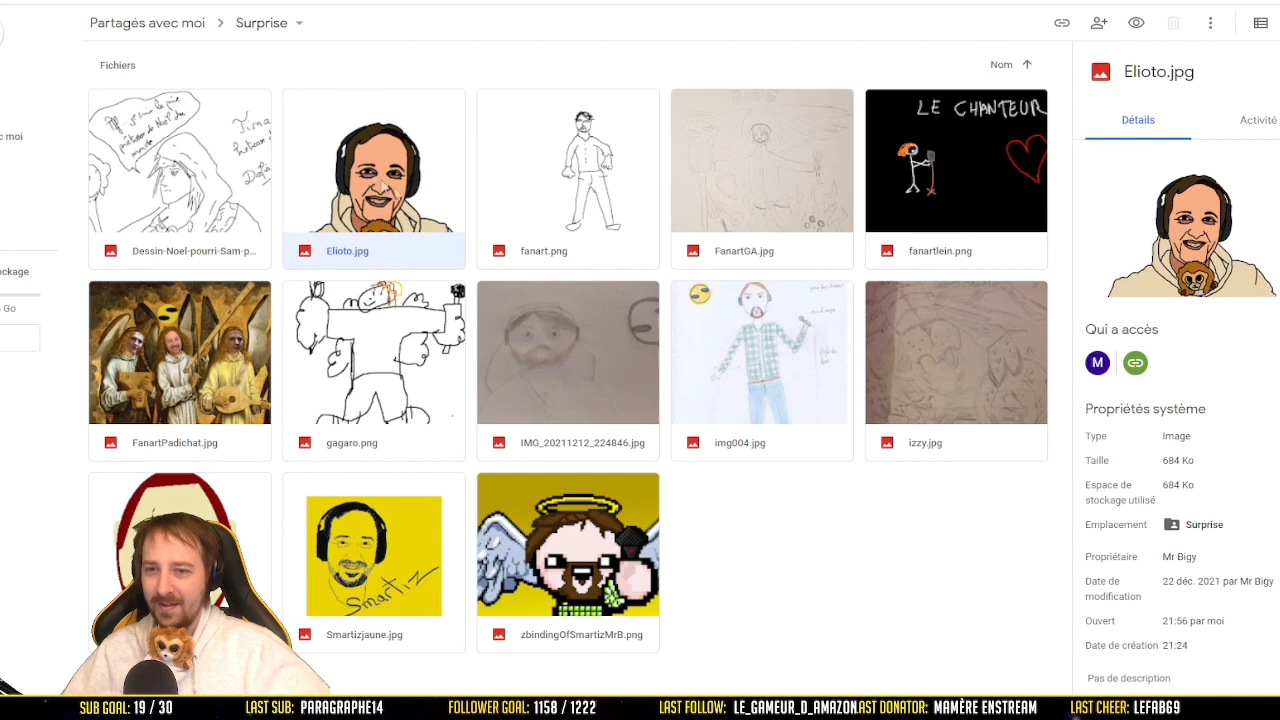 Partagés avec moi > Surprise
c moi
ockage
Go
Fichiers
Nom
LE CHANTEUR
Dessin-Noel-pourri-Sam-p...
Elioto.jpg
fanart.png
FanartGA.jpg
fanartlein.png
FanartPadichat.jpg
gagaro.png
IMG_20211212_224846.jpg
img004.jpg
izzy.jpg
Smartiz
Smartizjaune.jpg
zbindingOfSmartizMrB.png
Elioto.jpg
Détails
Activité
Qui a accès
M
Propriétés système
Type Image
Taille 684 Ko
Espace de stockage utilisé 684 Ko
Emplacement Surprise
Propriétaire Mr Bigy
Date de modification 22 déc. 2021 par Mr Bigy
Ouvert 21:56 par moi
Date de création 21:24
Pas de description
SUB GOAL: 19 / 30
LAST SUB: PARAGRAPHE14
FOLLOWER GOAL: 1158 / 1222
LAST FOLLOW: LE_GAMEUR_D_AMAZON
LAST DONATOR: MAMÈRE ENSTREAM
LAST CHEER: LEFAB69